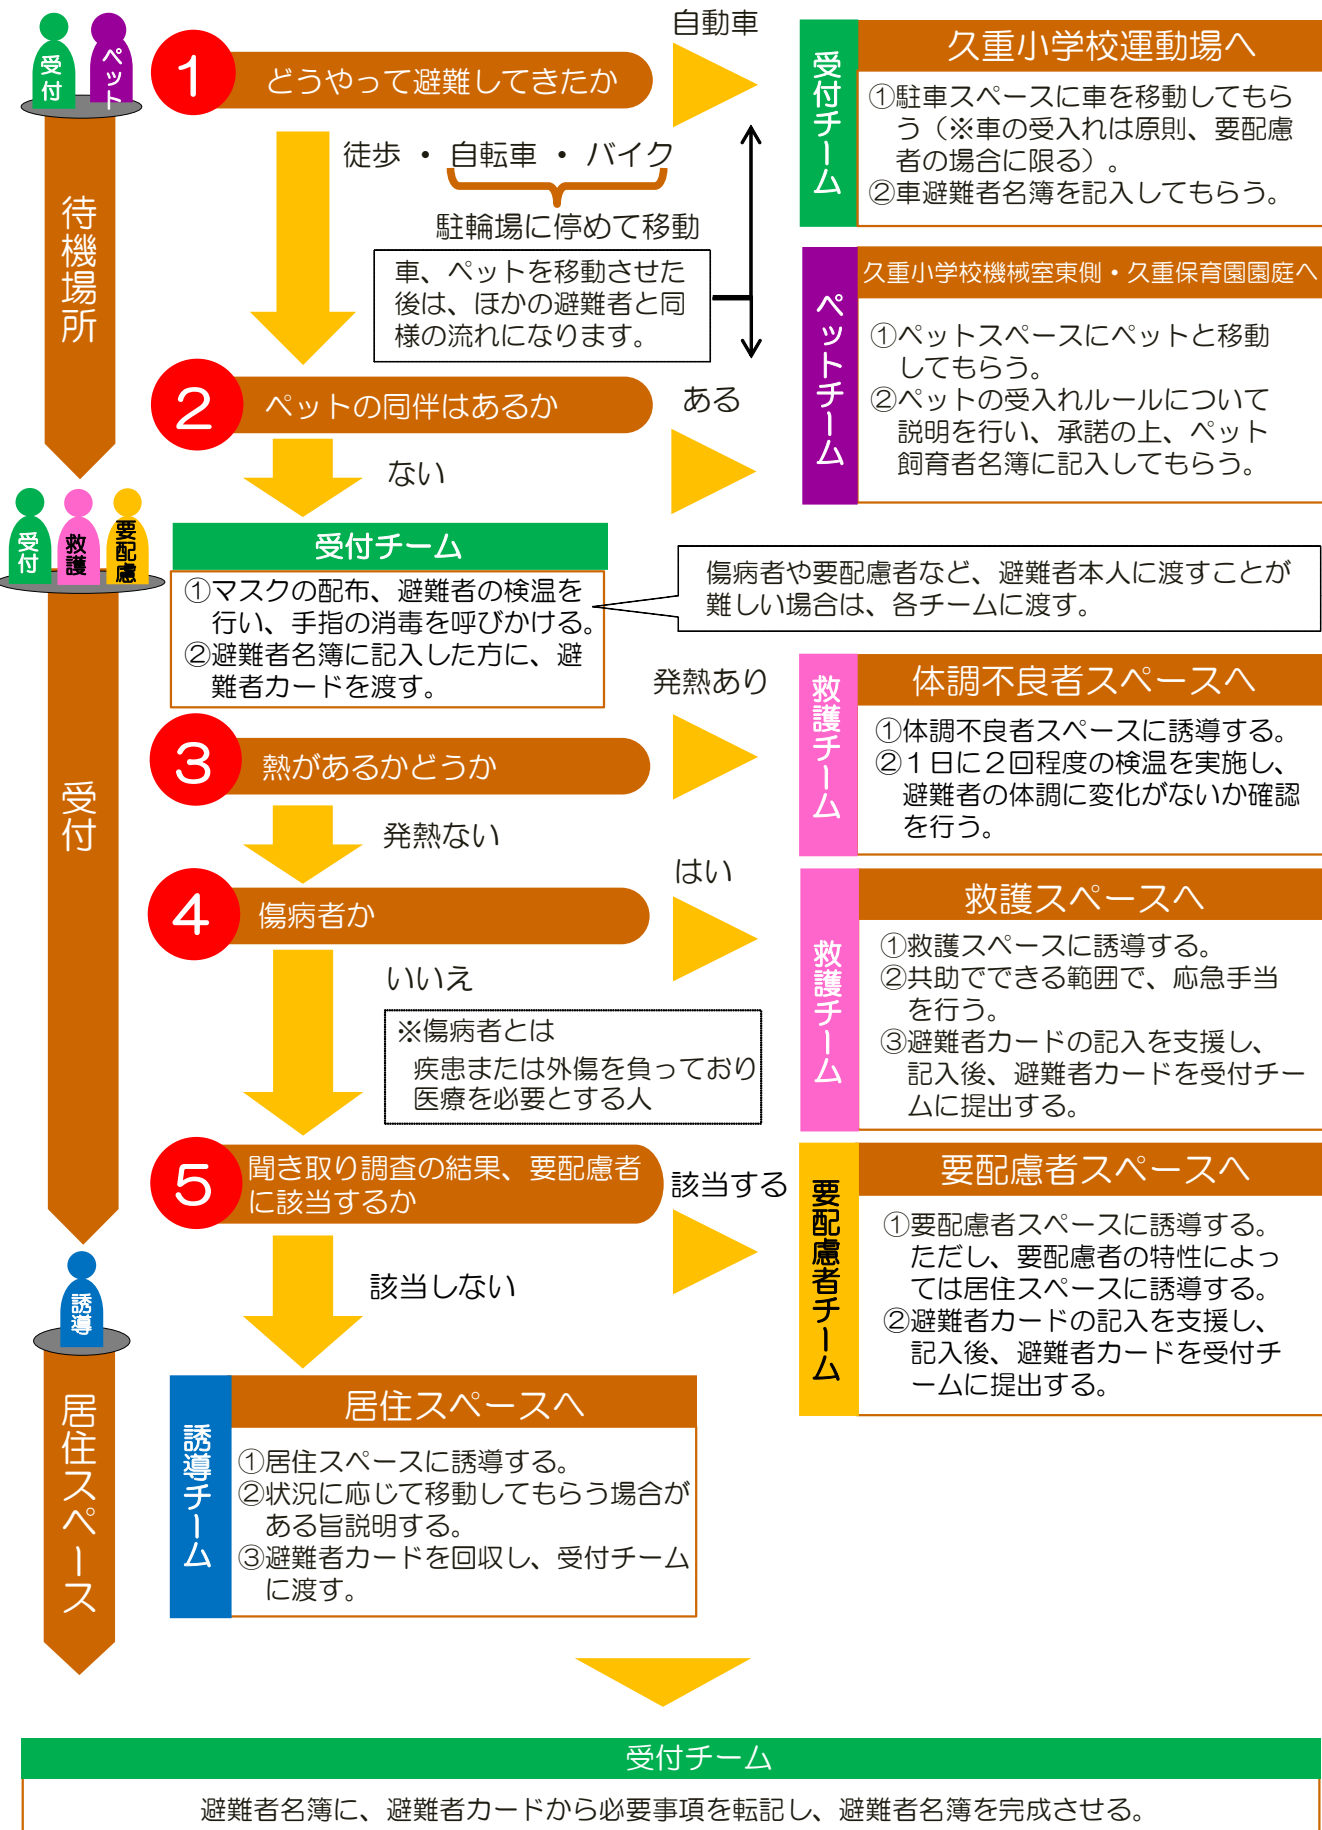 受付
ペット
待機場所
1
どうやって避難してきたか
自動車
徒歩 ・ 自転車 ・ バイク
駐輪場に停めて移動
車、ペットを移動させた
後は、ほかの避難者と同
様の流れになります。
受付チーム
久重小学校運動場へ
①駐車スペースに車を移動してもら
う（※車の受入れは原則、要配慮
者の場合に限る）。
②車避難者名簿を記入してもらう。
2
ペットの同伴はあるか
ある
ない
ペットチーム
久重小学校機械室東側・久重保育園園庭へ
①ペットスペースにペットと移動
してもらう。
②ペットの受入れルールについて
説明を行い、承諾の上、ペット
飼育者名簿に記入してもらう。
受付
救護
要配慮
受付
受付チーム
①マスクの配布、避難者の検温を
行い、手指の消毒を呼びかける。
②避難者名簿に記入した方に、避
難者カードを渡す。
傷病者や要配慮者など、避難者本人に渡すことが
難しい場合は、各チームに渡す。
3
熱があるかどうか
発熱あり
発熱ない
救護チーム
体調不良者スペースへ
①体調不良者スペースに誘導する。
②１日に２回程度の検温を実施し、
避難者の体調に変化がないか確認
を行う。
4
傷病者か
はい
いいえ
※傷病者とは
疾患または外傷を負っており
医療を必要とする人
救護チーム
救護スペースへ
①救護スペースに誘導する。
②共助でできる範囲で、応急手当
を行う。
③避難者カードの記入を支援し、
記入後、避難者カードを受付チー
ムに提出する。
5
聞き取り調査の結果、要配慮者
に該当するか
該当する
該当しない
要配慮者チーム
要配慮者スペースへ
①要配慮者スペースに誘導する。
ただし、要配慮者の特性によっ
ては居住スペースに誘導する。
②避難者カードの記入を支援し、
記入後、避難者カードを受付チ
ームに提出する。
誘導
居住スペース
誘導チーム
居住スペースへ
①居住スペースに誘導する。
②状況に応じて移動してもらう場合が
ある旨説明する。
③避難者カードを回収し、受付チーム
に渡す。
受付チーム
避難者名簿に、避難者カードから必要事項を転記し、避難者名簿を完成させる。